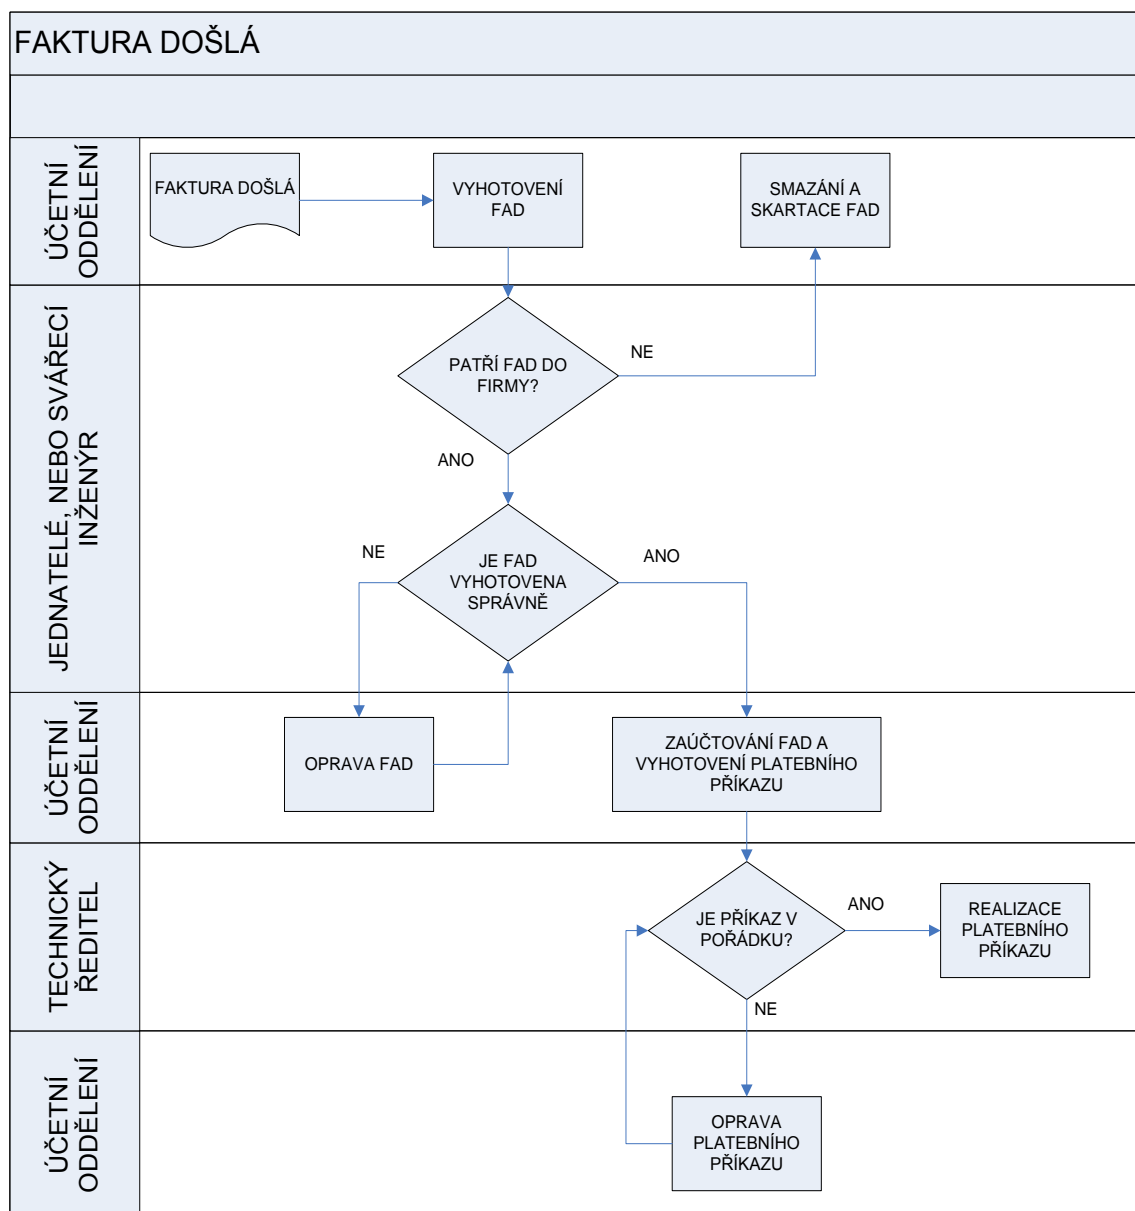 FAKTURA DOŠLÁ
ÚČETNÍ
ODDĚLENÍ
FAKTURA DOŠLÁ
VYHOTOVENÍ
FAD
SMAZÁNÍ A
SKARTACE FAD
JEDNATELÉ, NEBO SVÁŘECÍ
INŽENÝR
PATŘÍ FAD DO
FIRMY?
NE
ANO
JE FAD
VYHOTOVENA
SPRÁVNĚ
NE
ANO
ÚČETNÍ
ODDĚLENÍ
OPRAVA FAD
ZAÚČTOVÁNÍ FAD A
VYHOTOVENÍ PLATEBNÍHO
PŘÍKAZU
TECHNICKÝ
ŘEDITEL
JE PŘÍKAZ V
POŘÁDKU?
ANO
REALIZACE
PLATEBNÍHO
PŘÍKAZU
NE
ÚČETNÍ
ODDĚLENÍ
OPRAVA
PLATEBNÍHO
PŘÍKAZU